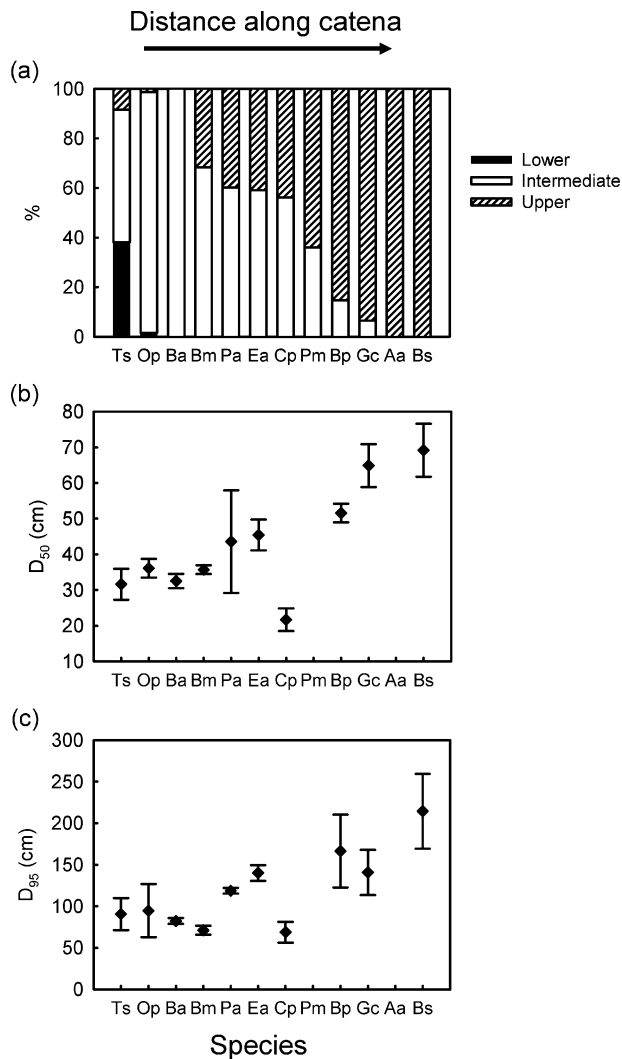 Distance along catena
(a)
100
80
60
40
20
0
%
Ts Op Ba Bm Pa Ea Cp Pm Bp Gc Aa Bs
Lower
Intermediate
Upper
(b)
80
70
60
50
40
30
20
10
D50 (cm)
Ts Op Ba Bm Pa Ea Cp Pm Bp Gc Aa Bs
(c)
300
250
200
150
100
50
0
D95 (cm)
Ts Op Ba Bm Pa Ea Cp Pm Bp Gc Aa Bs
Species